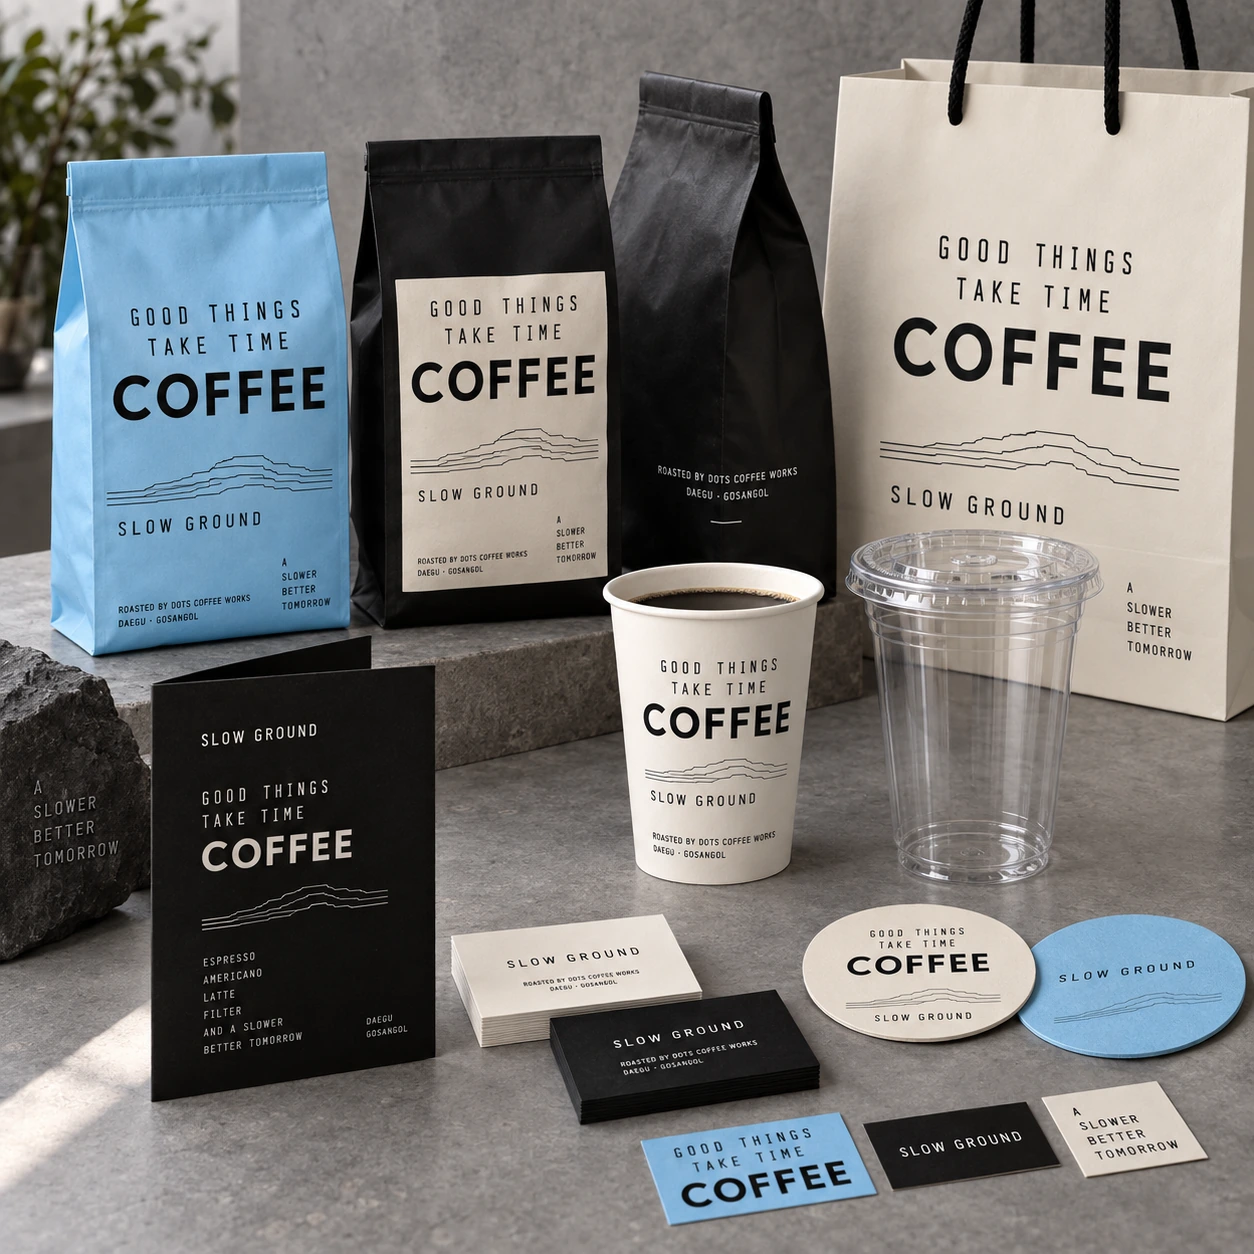 GOOD THINGS
TAKE TIME
COFFEE
SLOW GROUND
A
SLOWER
BETTER
TOMORROW
ROASTED BY DOTS COFFEE WORKS
DAEGU · GOSANGOL
GOOD THINGS
TAKE TIME
COFFEE
SLOW GROUND
A
SLOWER
BETTER
TOMORROW
ROASTED BY DOTS COFFEE WORKS
DAEGU · GOSANGOL
ROASTED BY DOTS COFFEE WORKS
DAEGU · GOSANGOL
GOOD THINGS
TAKE TIME
COFFEE
SLOW GROUND
A
SLOWER
BETTER
TOMORROW
A
SLOWER
BETTER
TOMORROW
SLOW GROUND
GOOD THINGS
TAKE TIME
COFFEE
ESPRESSO
AMERICANO
LATTE
FILTER
AND A SLOWER
BETTER TOMORROW
DAEGU
GOSANGOL
GOOD THINGS
TAKE TIME
COFFEE
SLOW GROUND
ROASTED BY DOTS COFFEE WORKS
DAEGU · GOSANGOL
SLOW GROUND
ROASTED BY DOTS COFFEE WORKS
DAEGU · GOSANGOL
SLOW GROUND
ROASTED BY DOTS COFFEE WORKS
DAEGU · GOSANGOL
GOOD THINGS
TAKE TIME
COFFEE
SLOW GROUND
SLOW GROUND
GOOD THINGS
TAKE TIME
COFFEE
SLOW GROUND
A
SLOWER
BETTER
TOMORROW